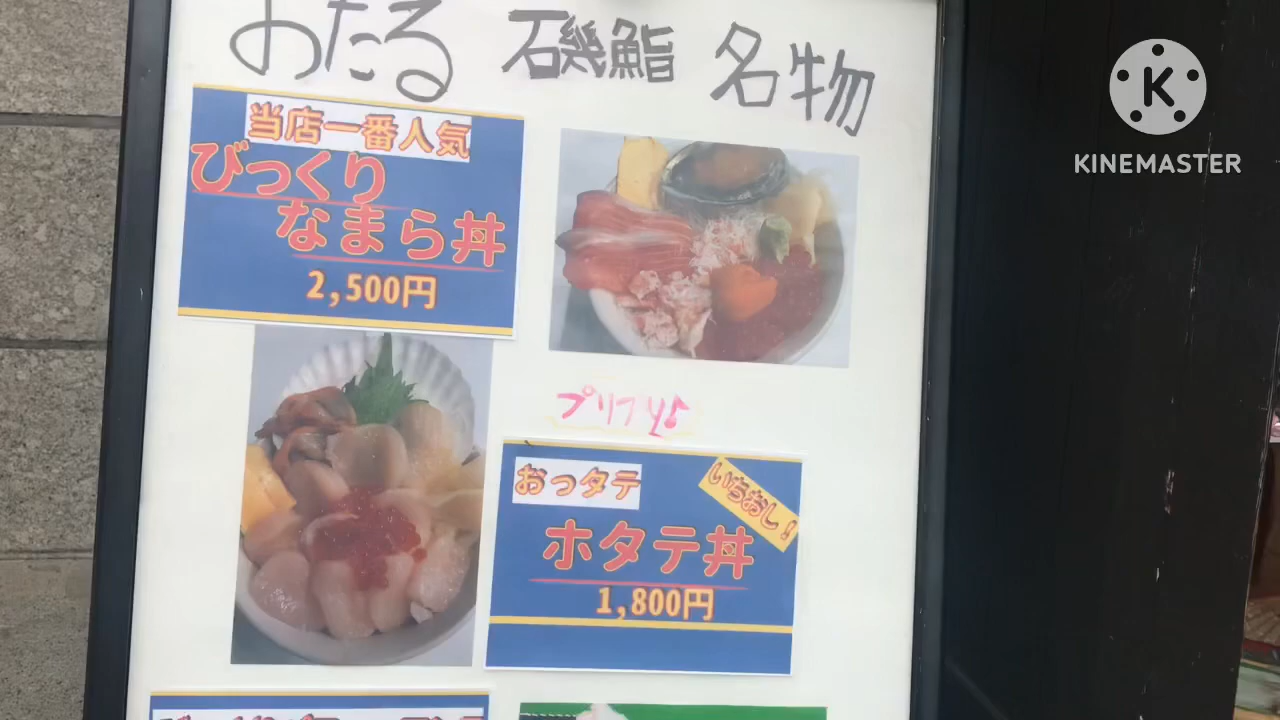 おたる 磯鮨 名物
当店一番人気
びっくり
なまら丼
2,500円
プリプリ♪
おっタテ
いちおし!
ホタテ丼
1,800円
K
KINEMASTER